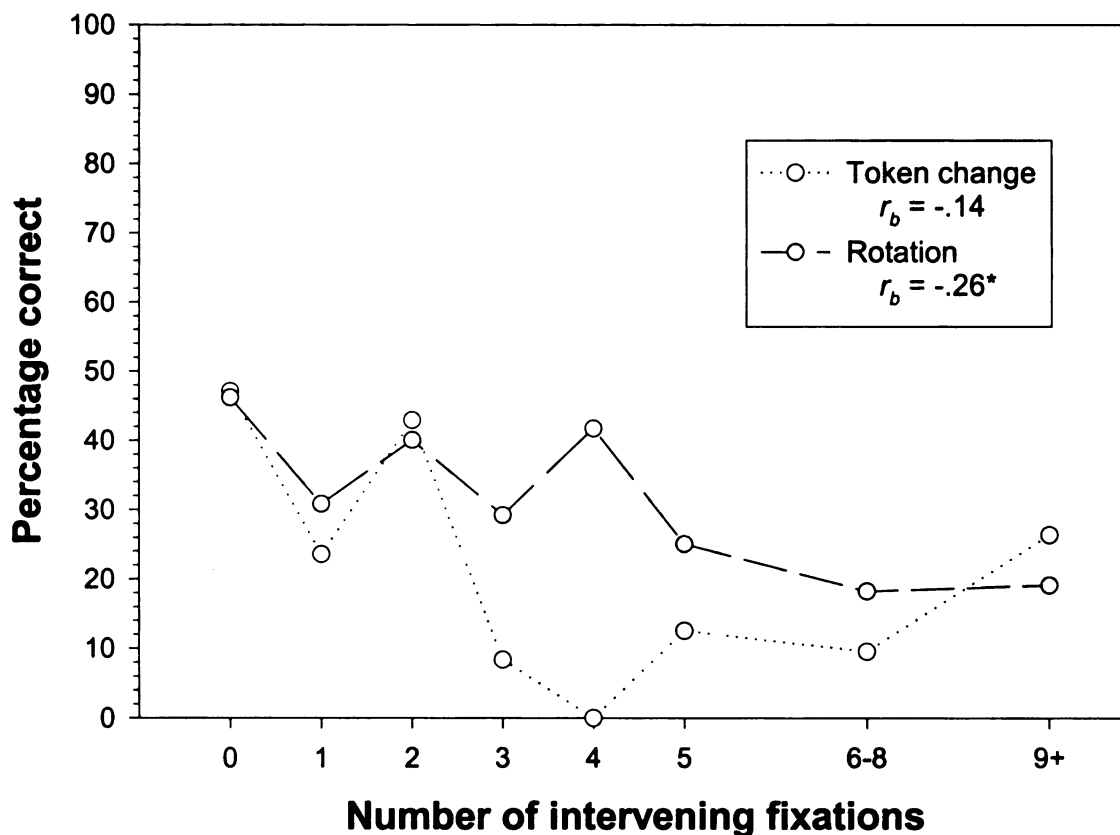 100
90
80
70
60
50
40
30
20
10
0
Percentage correct
Token change
r_b = -.14
Rotation
r_b = -.26*
0 1 2 3 4 5 6-8 9+
Number of intervening fixations